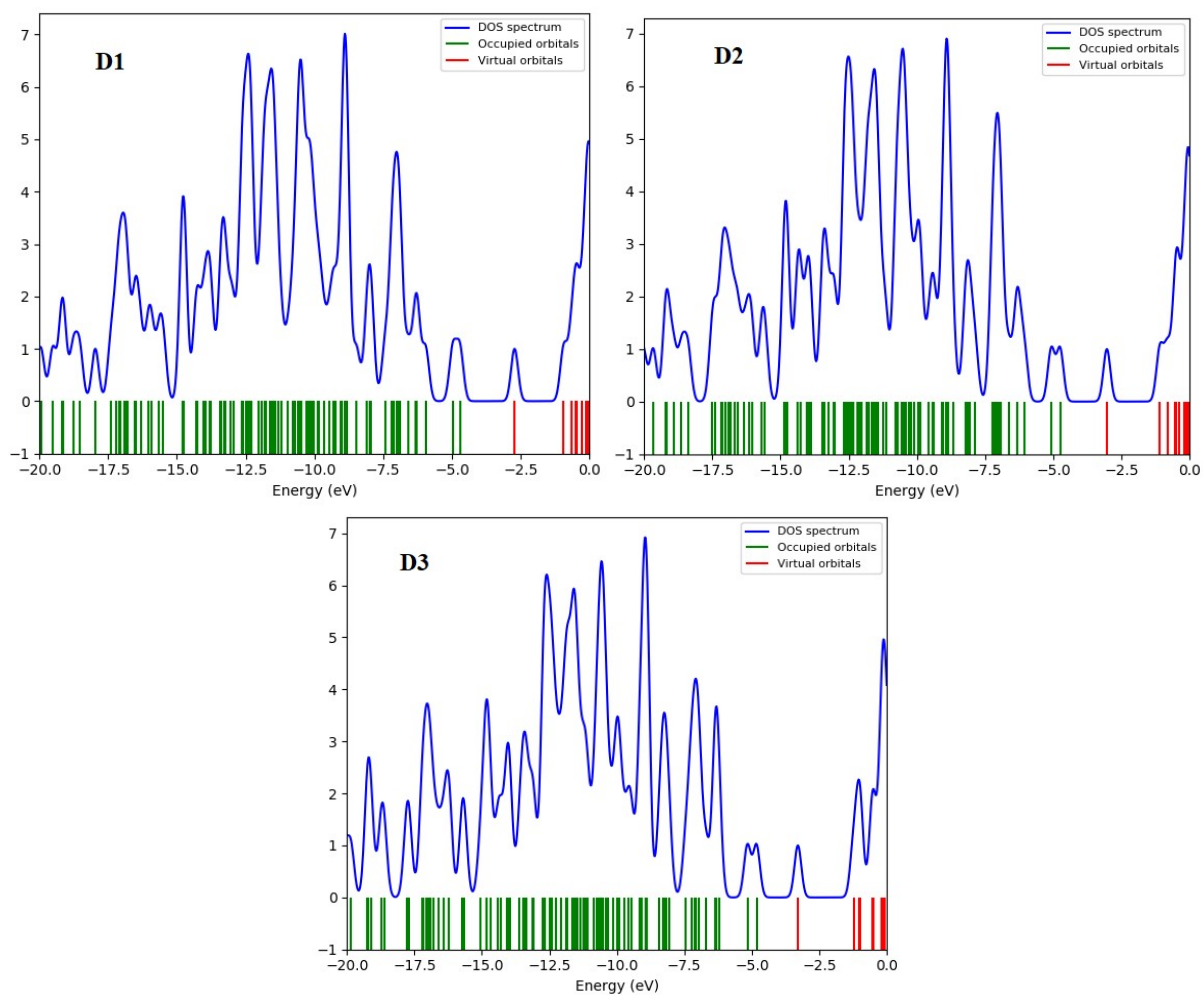 D1
DOS spectrum
Occupied orbitals
Virtual orbitals
7
6
5
4
3
2
1
0
−1
−20.0 −17.5 −15.0 −12.5 −10.0 −7.5 −5.0 −2.5 0.0
Energy (eV)
D2
DOS spectrum
Occupied orbitals
Virtual orbitals
7
6
5
4
3
2
1
0
−1
−20.0 −17.5 −15.0 −12.5 −10.0 −7.5 −5.0 −2.5 0.0
Energy (eV)
D3
DOS spectrum
Occupied orbitals
Virtual orbitals
7
6
5
4
3
2
1
0
−1
−20.0 −17.5 −15.0 −12.5 −10.0 −7.5 −5.0 −2.5 0.0
Energy (eV)